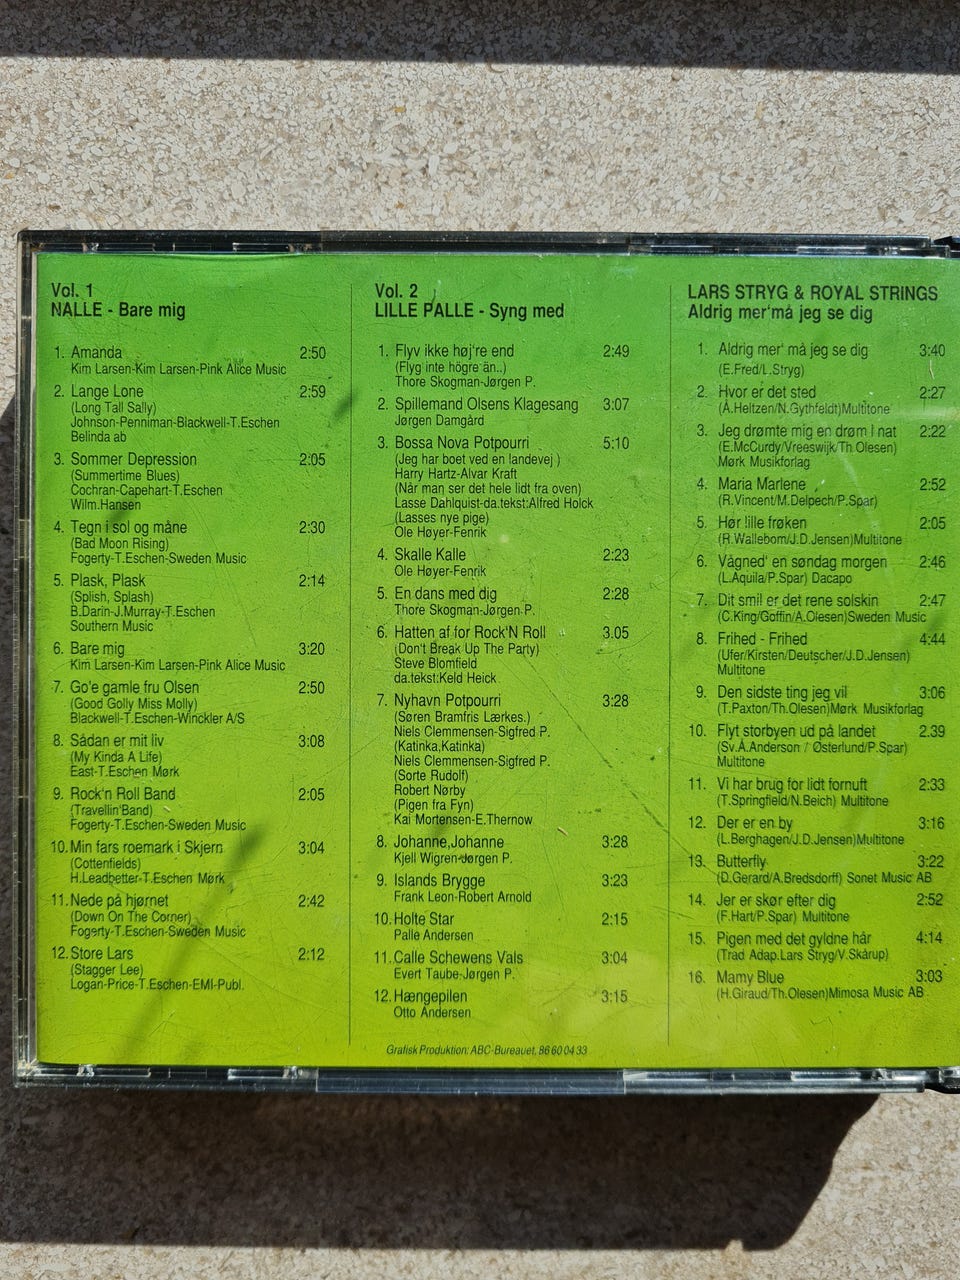 Vol. 1
NALLE - Bare mig
1. Amanda 2:50
Kim Larsen-Kim Larsen-Pink Alice Music
2. Lange Lone 2:59
(Long Tall Sally)
Johnson-Penniman-Blackwell-T.Eschen
Belinda ab
3. Sommer Depression 2:05
(Summertime Blues)
Cochran-Capehart-T.Eschen
Wilm.Hansen
4. Tegn i sol og måne 2:30
(Bad Moon Rising)
Fogerty-T.Eschen-Sweden Music
5. Plask, Plask 2:14
(Splish, Splash)
B.Darin-J.Murray-T.Eschen
Southern Music
6. Bare mig 3:20
Kim Larsen-Kim Larsen-Pink Alice Music
7. Go'e gamle fru Olsen 2:50
(Good Golly Miss Molly)
Blackwell-T.Eschen-Winckler A/S
8. Sådan er mit liv 3:08
(My Kinda A Life)
East-T.Eschen Mørk
9. Rock'n Roll Band 2:05
(Travellin'Band)
Fogerty-T.Eschen-Sweden Music
10. Min fars roemark i Skjern 3:04
(Cottenfields)
H.Leadbetter-T.Eschen Mørk
11. Nede på hjørnet 2:42
(Down On The Corner)
Fogerty-T.Eschen-Sweden Music
12. Store Lars 2:12
(Stagger Lee)
Logan-Price-T.Eschen-EMI-Publ.
Vol. 2
LILLE PALLE - Syng med
1. Flyv ikke høj're end 2:49
(Flyg inte högre än..)
Thore Skogman-Jørgen P.
2. Spillemand Olsens Klagesang 3:07
Jørgen Damgård
3. Bossa Nova Potpourri 5:10
(Jeg har boet ved en landevej )
Harry Hartz-Alvar Kraft
(Når man ser det hele lidt fra oven)
Lasse Dahlquist-da.tekst:Alfred Holck
(Lasses nye pige)
Ole Høyer-Fenrik
4. Skalle Kalle 2:23
Ole Høyer-Fenrik
5. En dans med dig 2:28
Thore Skogman-Jørgen P.
6. Hatten af for Rock'N Roll 3.05
(Don't Break Up The Party)
Steve Blomfield
da.tekst:Keld Heick
7. Nyhavn Potpourri 3:28
(Søren Bramfris Lærkes.)
Niels Clemmensen-Sigfred P.
(Katinka,Katinka)
Niels Clemmensen-Sigfred P.
(Sorte Rudolf)
Robert Nørby
(Pigen fra Fyn)
Kai Mortensen-E.Thernow
8. Johanne,Johanne 3:28
Kjell Wigren-Jørgen P.
9. Islands Brygge 3:23
Frank Leon-Robert Arnold
10. Holte Star 2:15
Palle Andersen
11. Calle Schewens Vals 3:04
Evert Taube-Jørgen P.
12. Hængepilen 3:15
Otto Andersen
Grafisk Produktion: ABC-Bureauet, 86 60 04 33
LARS STRYG & ROYAL STRINGS
Aldrig mer'må jeg se dig
1. Aldrig mer' må jeg se dig 3:40
(E.Fred/L.Stryg)
2. Hvor er det sted 2:27
(A.Heltzen/N.Gythfeldt)Multitone
3. Jeg drømte mig en drøm I nat 2:22
(E.McCurdy/Vreeswijk/Th.Olesen)
Mørk Musikforlag
4. Maria Marlene 2:52
(R.Vincent/M.Delpech/P.Spar)
5. Hør lille frøken 2:05
(R.Wallebom/J.D.Jensen)Multitone
6. Vågned' en søndag morgen 2:46
(L.Aquila/P.Spar) Dacapo
7. Dit smil er det rene solskin 2:47
(C.King/Goffin/A.Olesen)Sweden Music
8. Frihed - Frihed 4:44
(Ufer/Kirsten/Deutscher/J.D.Jensen)
Multitone
9. Den sidste ting jeg vil 3:06
(T.Paxton/Th.Olesen)Mørk Musikforlag
10. Flyt storbyen ud på landet 2.39
(Sv.A.Anderson / Østerlund/P.Spar)
Multitone
11. Vi har brug for lidt fornuft 2:33
(T.Springfield/N.Beich) Multitone
12. Der er en by 3:16
(L.Berghagen/J.D.Jensen)Multitone
13. Butterfly 3:22
(D.Gerard/A.Bredsdorff) Sonet Music AB
14. Jer er skør efter dig 2:52
(F.Hart/P.Spar) Multitone
15. Pigen med det gyldne hår 4:14
(Trad Adap.Lars Stryg/V.Skårup)
16. Mamy Blue 3:03
(H.Giraud/Th.Olesen)Mimosa Music AB